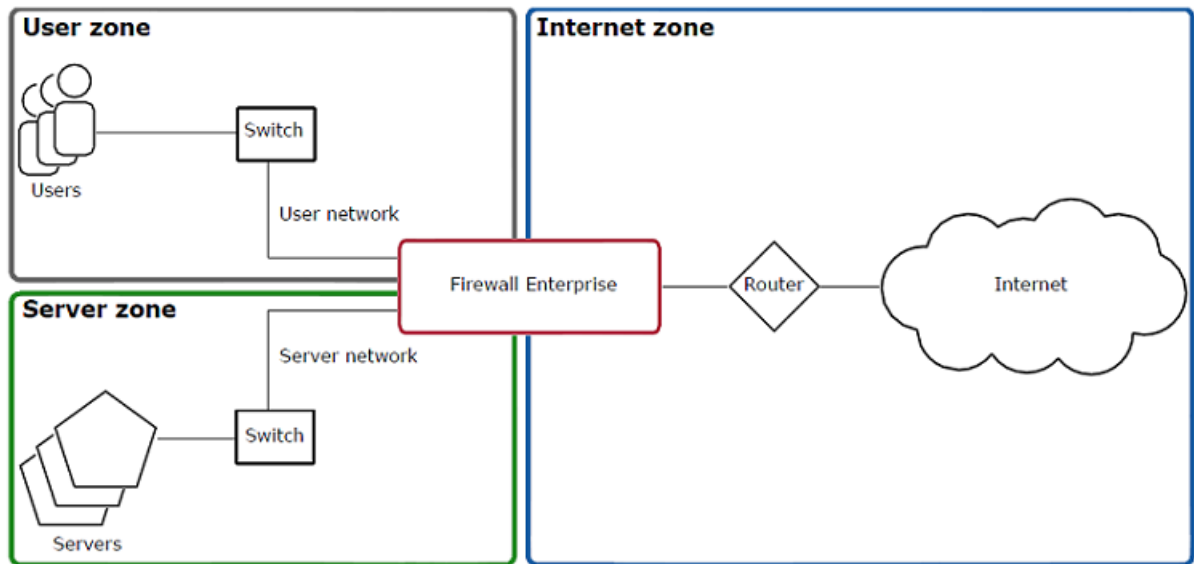 User zone
Internet zone
Switch
Users
User network
Firewall Enterprise
Router
Internet
Server zone
Server network
Switch
Servers